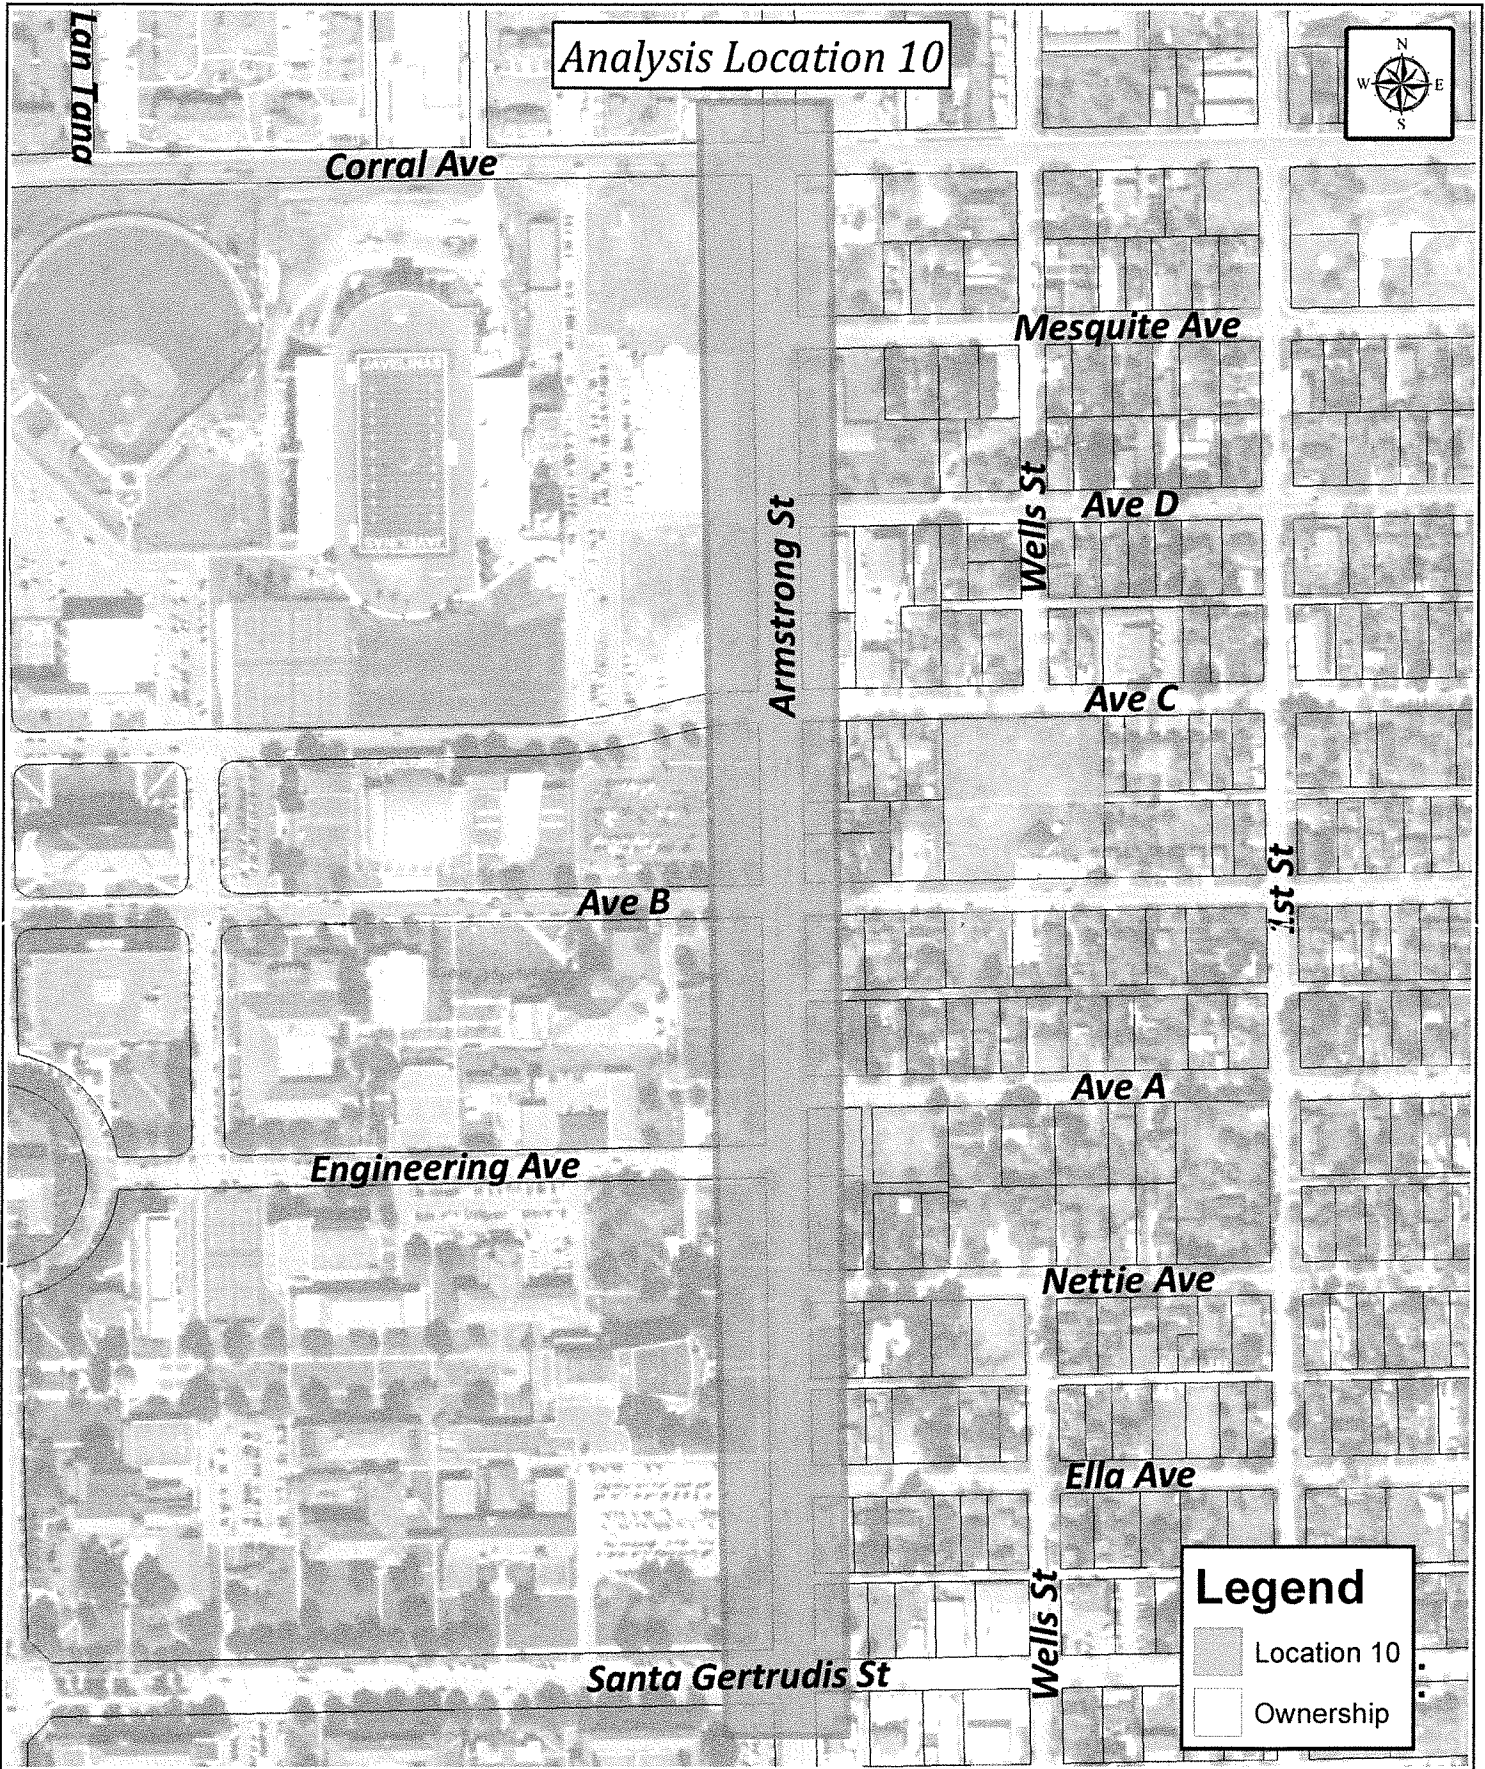 Analysis Location 10
N
W E
S
Lan Tana
Corral Ave
Mesquite Ave
Wells St
Ave D
Armstrong St
Ave C
1st St
Ave B
Ave A
Engineering Ave
Nettie Ave
Ella Ave
Wells St
Santa Gertrudis St
Legend
Location 10
Ownership